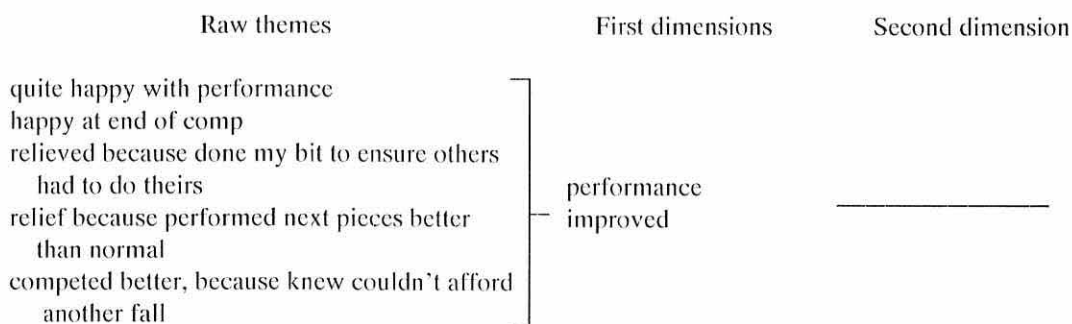 Raw themes First dimensions Second dimension
quite happy with performance
happy at end of comp
relieved because done my bit to ensure others
had to do theirs
relief because performed next pieces better
than normal
competed better, because knew couldn't afford
another fall
performance
improved